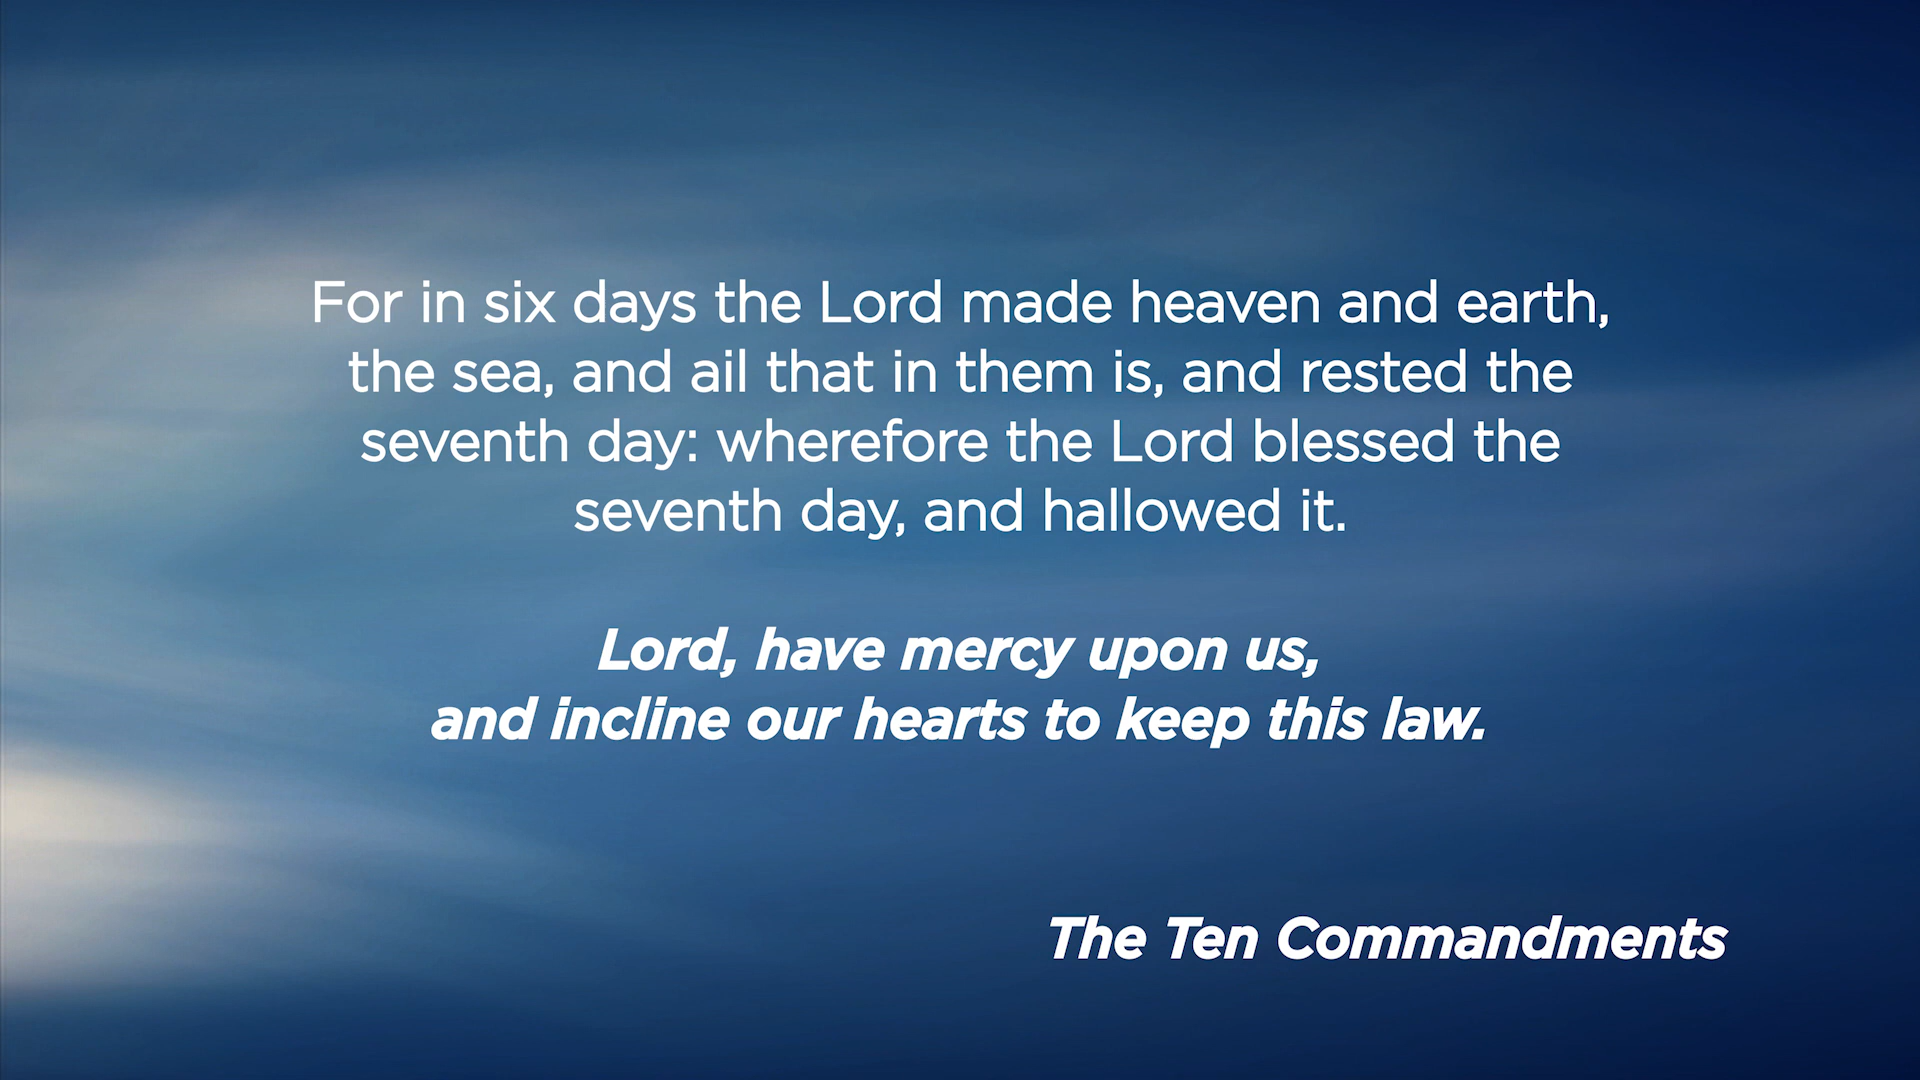 For in six days the Lord made heaven and earth,
the sea, and ail that in them is, and rested the
seventh day: wherefore the Lord blessed the
seventh day, and hallowed it.
Lord, have mercy upon us,
and incline our hearts to keep this law.
The Ten Commandments